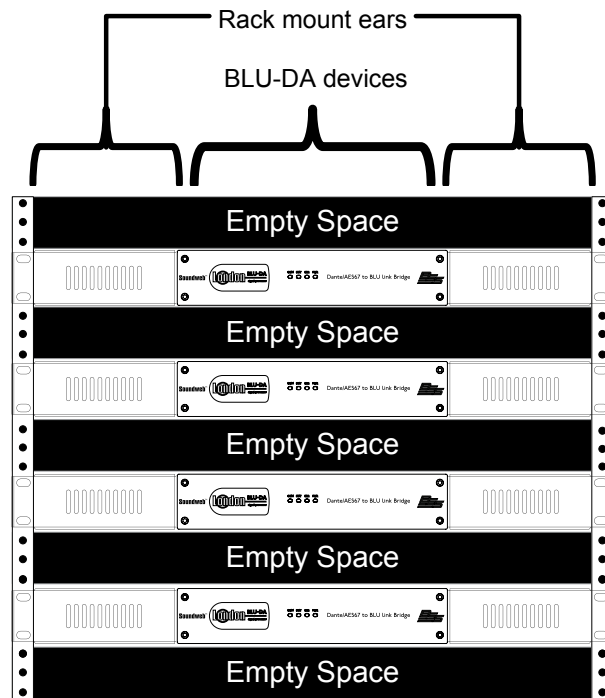 Rack mount ears
BLU-DA devices
Empty Space
Soundweb London BLU-DA Dante/AES67 to BLU Link Bridge
Empty Space
Soundweb London BLU-DA Dante/AES67 to BLU Link Bridge
Empty Space
Soundweb London BLU-DA Dante/AES67 to BLU Link Bridge
Empty Space
Soundweb London BLU-DA Dante/AES67 to BLU Link Bridge
Empty Space